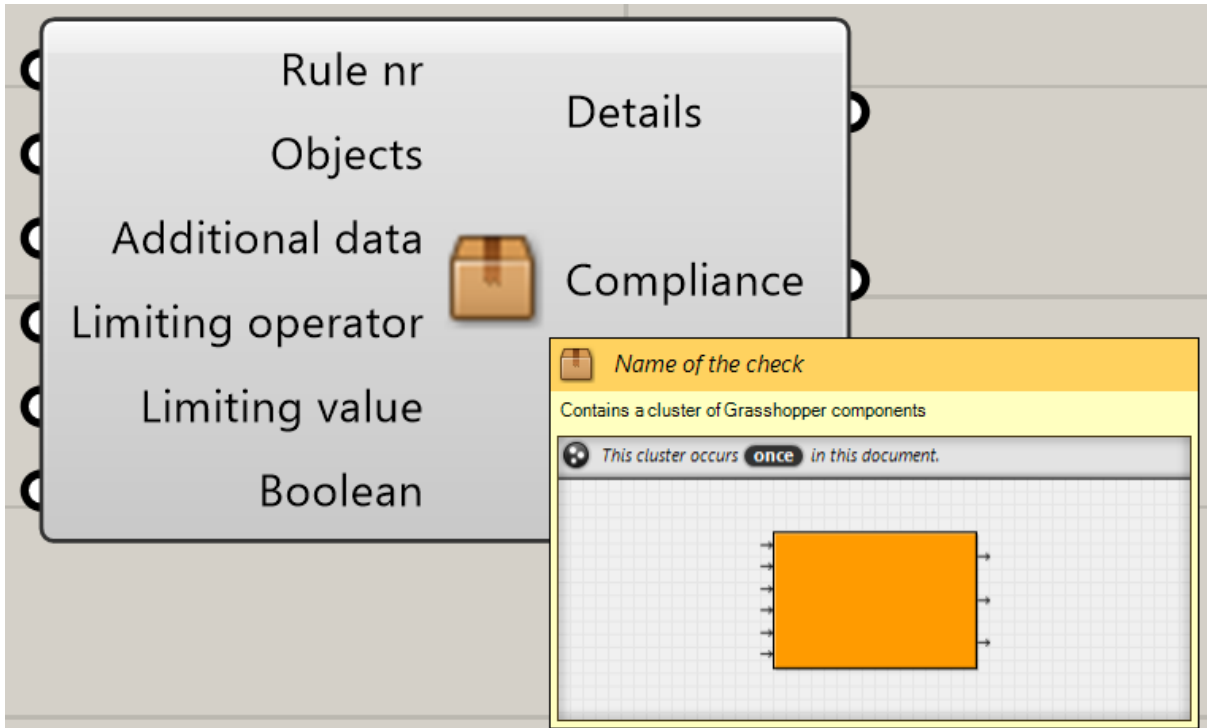 Rule nr
Objects
Additional data
Limiting operator
Limiting value
Boolean
Details
Compliance
Name of the check
Contains a cluster of Grasshopper components
This cluster occurs once in this document.